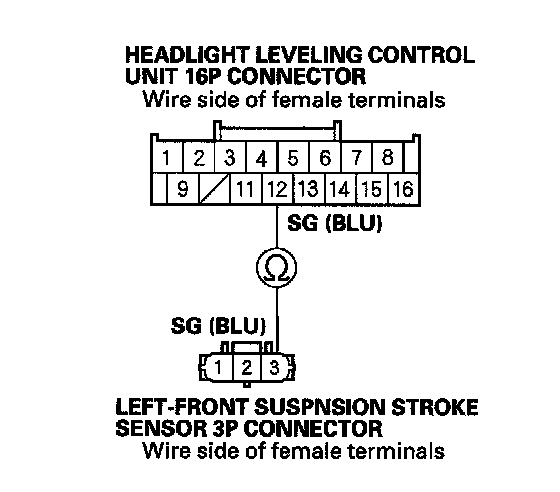 HEADLIGHT LEVELING CONTROL
UNIT 16P CONNECTOR
Wire side of female terminals
1 2 3 4 5 6 7 8
9 11 12 13 14 15 16
SG (BLU)
Ω
SG (BLU)
1 2 3
LEFT-FRONT SUSPNSION STROKE
SENSOR 3P CONNECTOR
Wire side of female terminals